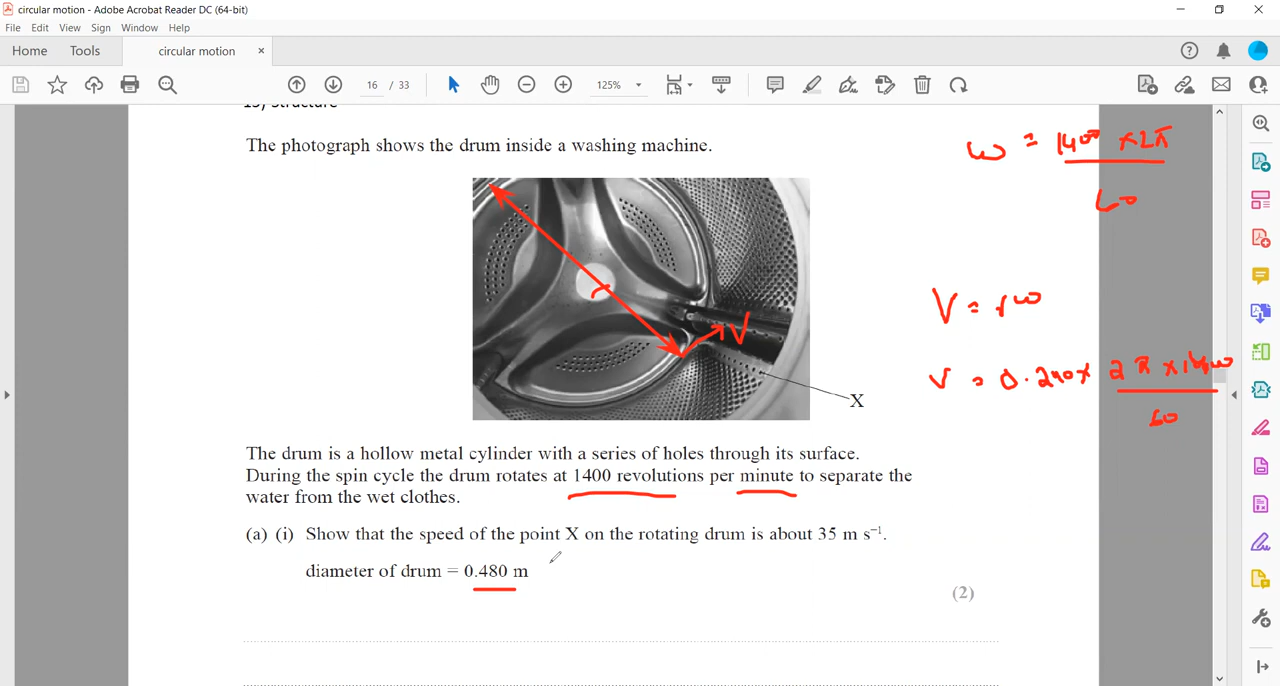 circular motion - Adobe Acrobat Reader DC (64-bit)
File Edit View Sign Window Help
Home Tools circular motion ×
16 / 33 125%
Structure
The photograph shows the drum inside a washing machine.
ω = 1400 × 2π
60
r
V
V = rω
X
V = 0.240 × 2π × 1400
60
The drum is a hollow metal cylinder with a series of holes through its surface.
During the spin cycle the drum rotates at 1400 revolutions per minute to separate the
water from the wet clothes.
(a) (i) Show that the speed of the point X on the rotating drum is about 35 m s⁻¹.
diameter of drum = 0.480 m
(2)